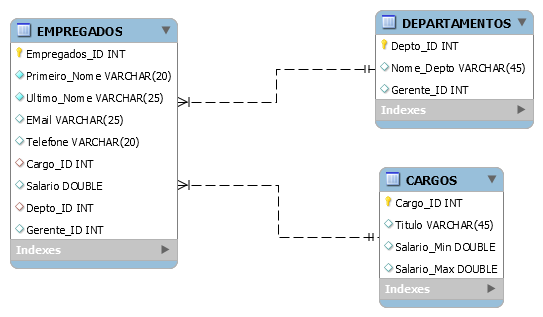 EMPREGADOS
Empregados_ID INT
Primeiro_Nome VARCHAR(20)
Ultimo_Nome VARCHAR(25)
EMail VARCHAR(25)
Telefone VARCHAR(20)
Cargo_ID INT
Salario DOUBLE
Depto_ID INT
Gerente_ID INT
Indexes
DEPARTAMENTOS
Depto_ID INT
Nome_Depto VARCHAR(45)
Gerente_ID INT
Indexes
CARGOS
Cargo_ID INT
Titulo VARCHAR(45)
Salario_Min DOUBLE
Salario_Max DOUBLE
Indexes